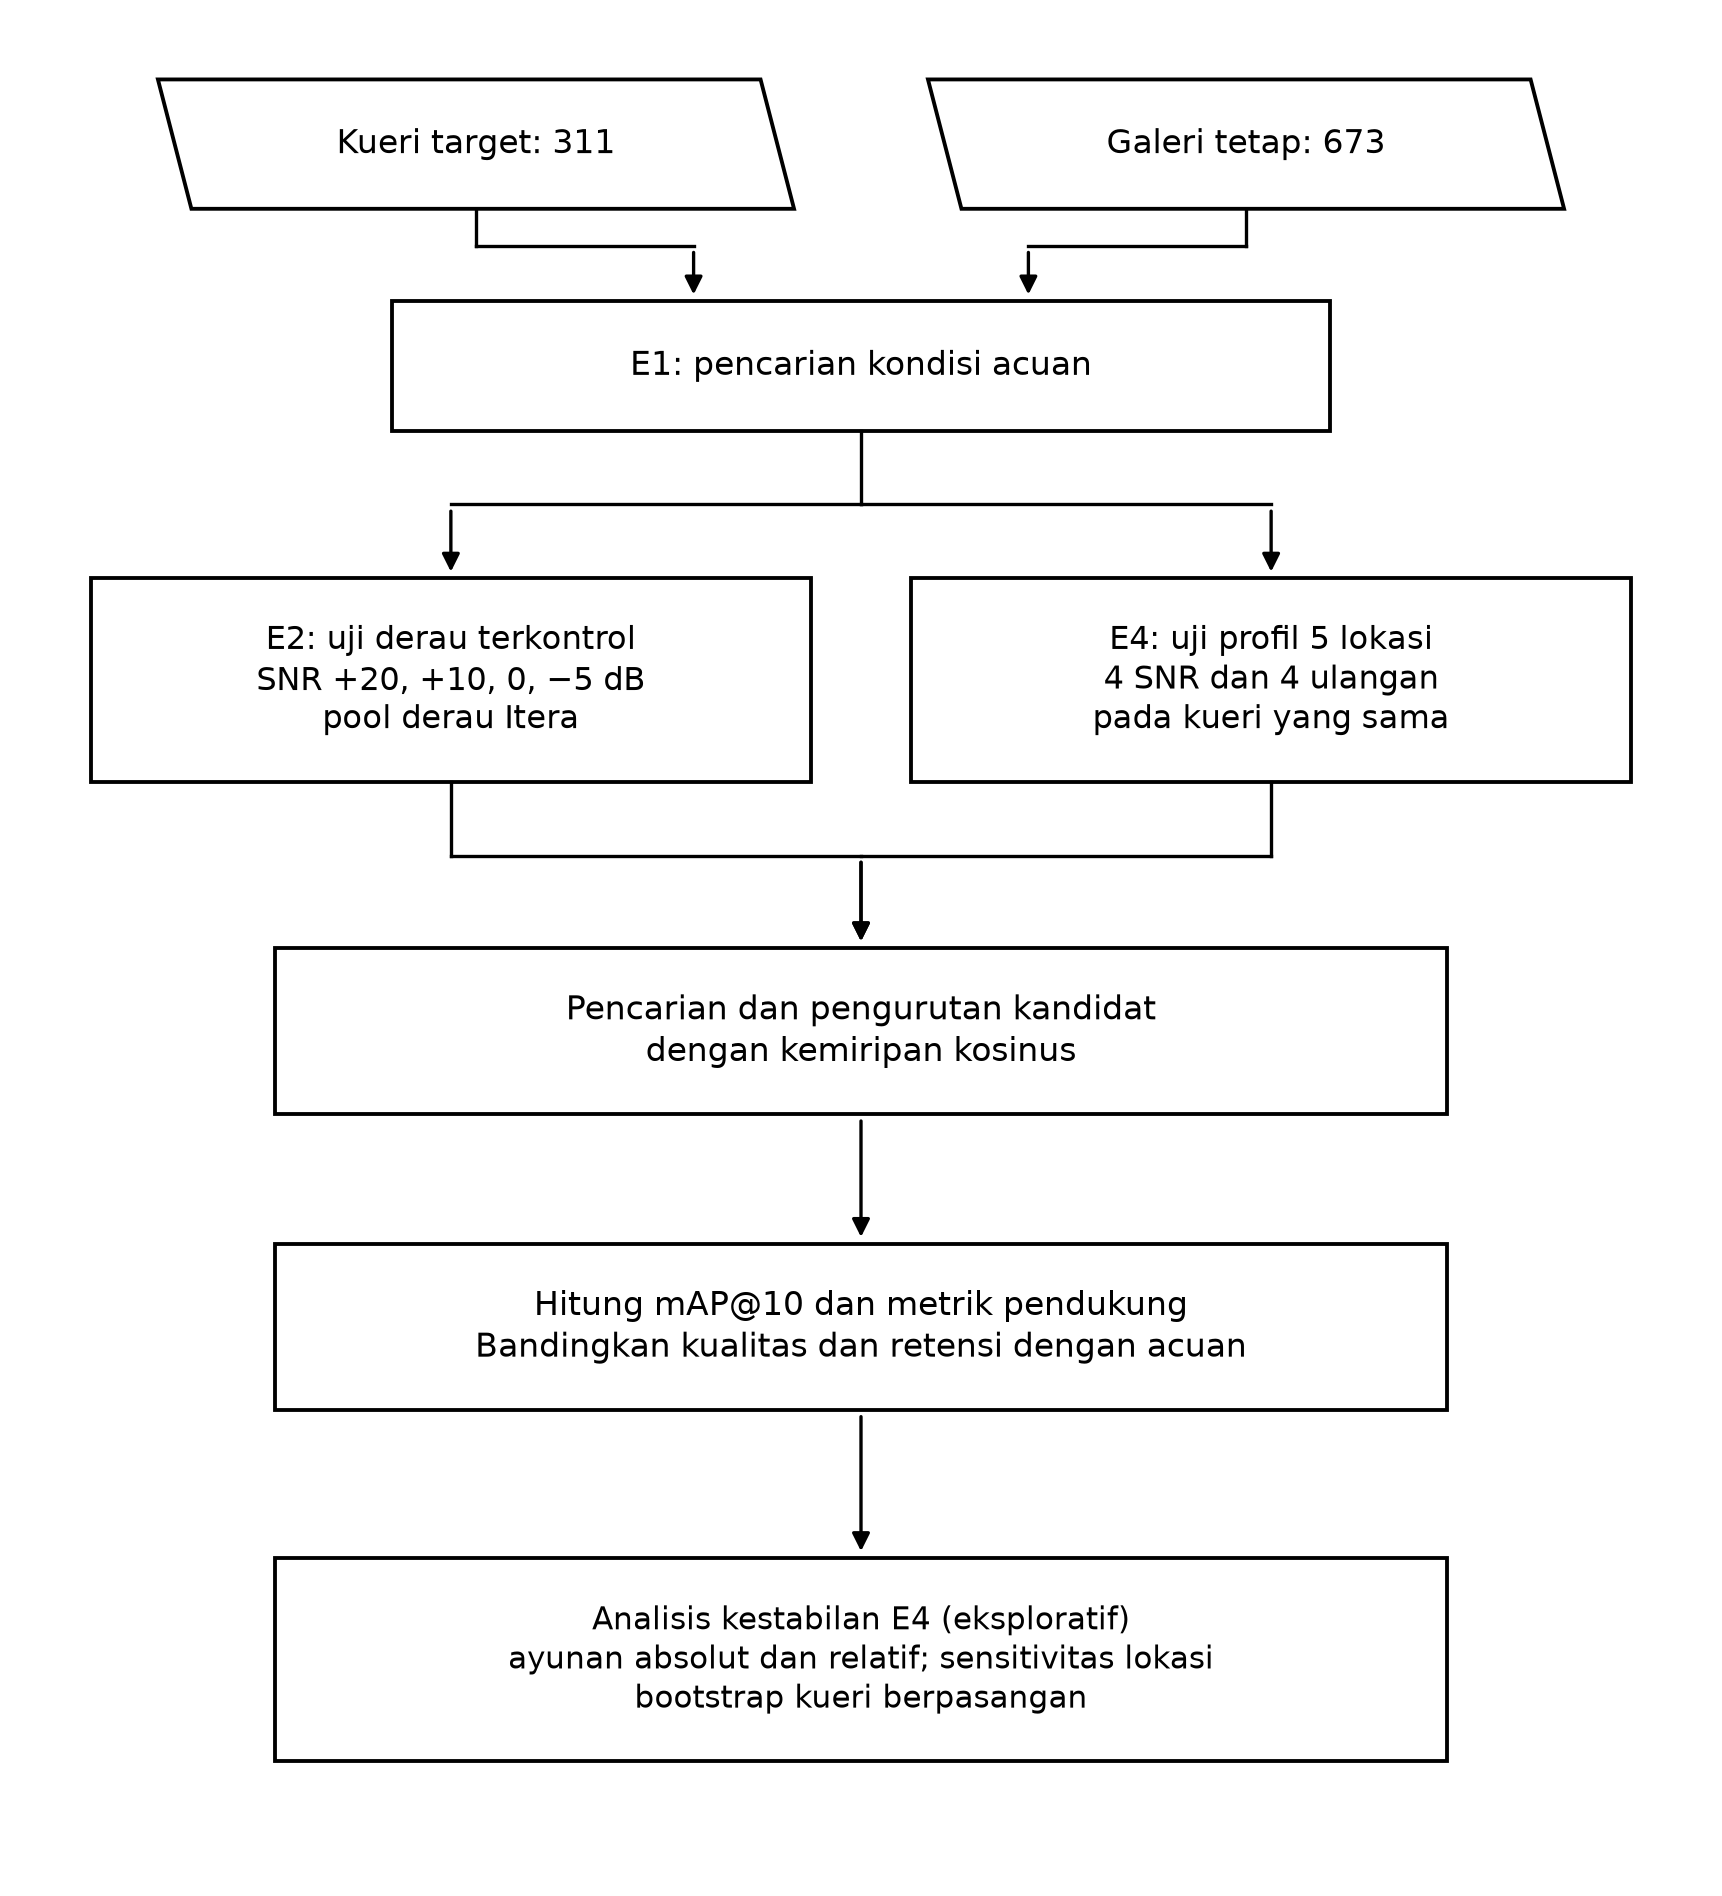 Kueri target: 311
Galeri tetap: 673
E1: pencarian kondisi acuan
E2: uji derau terkontrol
SNR +20, +10, 0, −5 dB
pool derau Itera
E4: uji profil 5 lokasi
4 SNR dan 4 ulangan
pada kueri yang sama
Pencarian dan pengurutan kandidat
dengan kemiripan kosinus
Hitung mAP@10 dan metrik pendukung
Bandingkan kualitas dan retensi dengan acuan
Analisis kestabilan E4 (eksploratif)
ayunan absolut dan relatif; sensitivitas lokasi
bootstrap kueri berpasangan